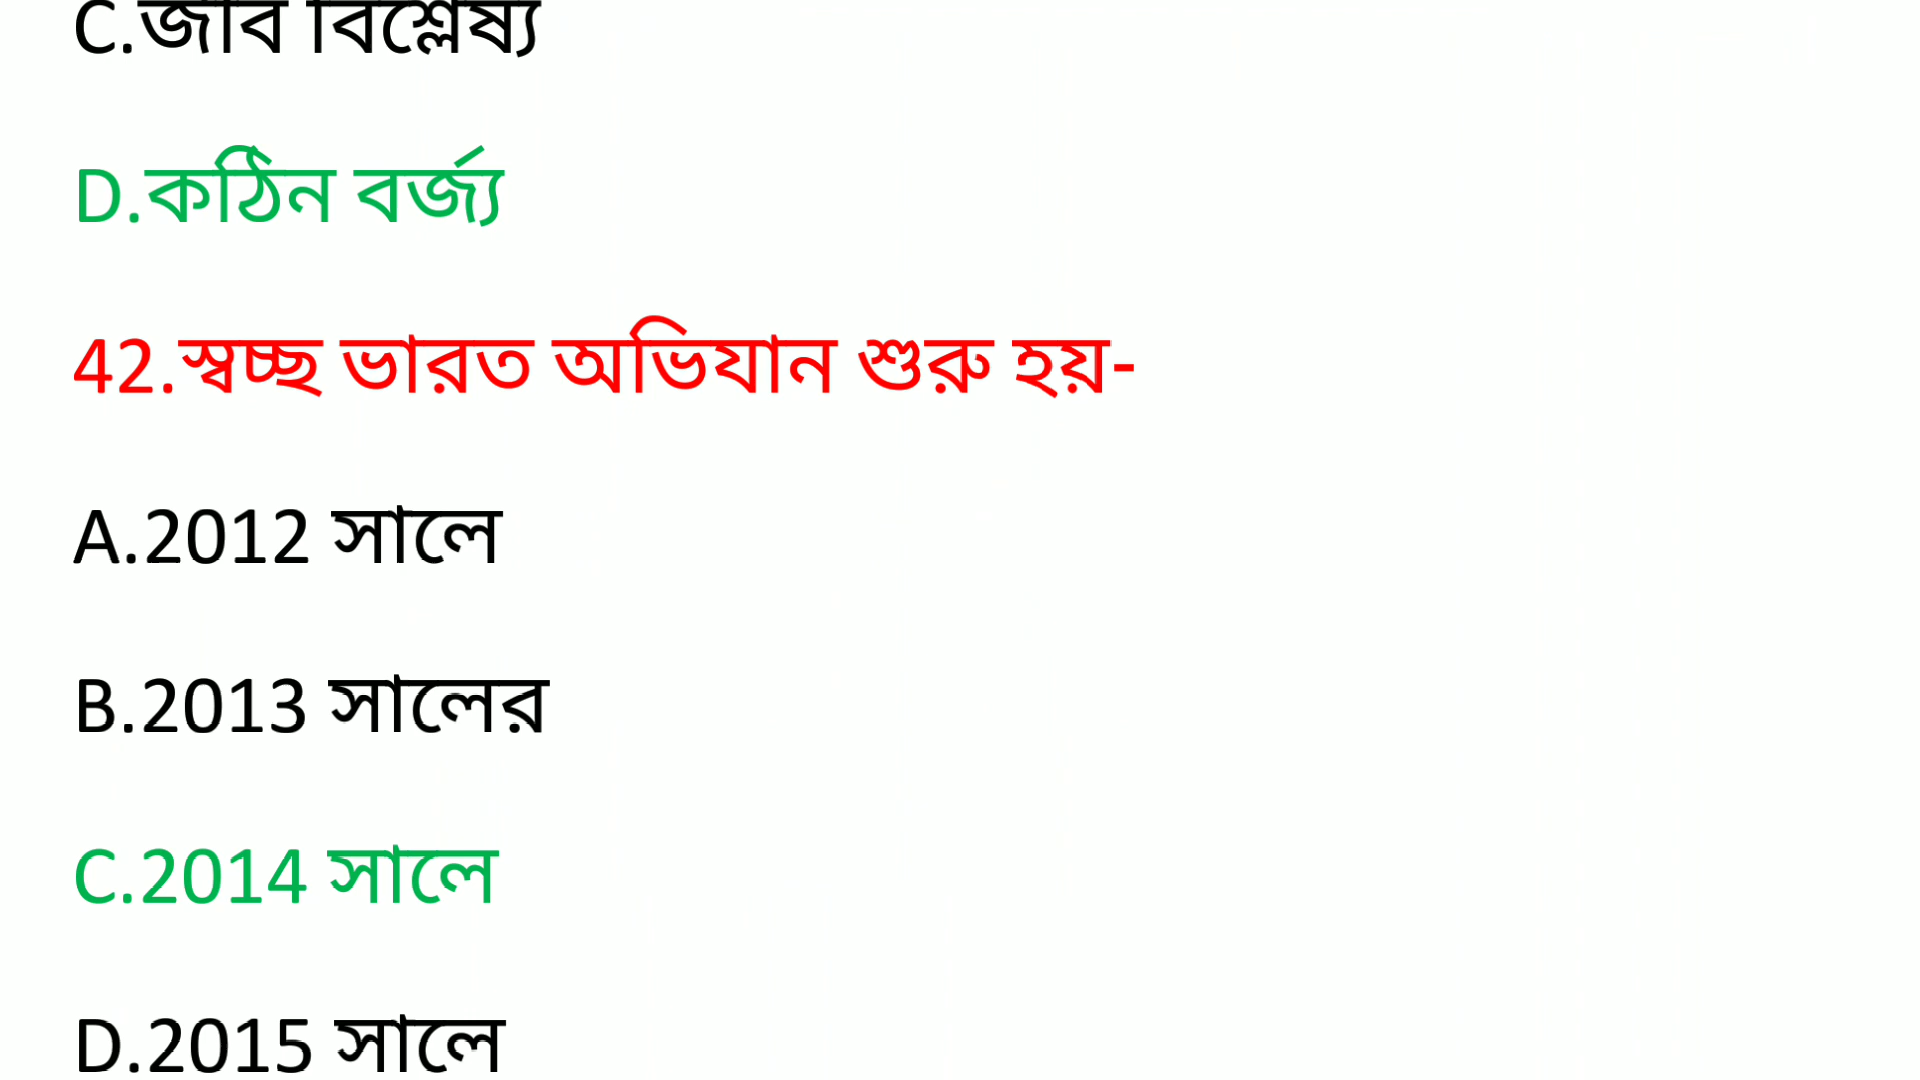 C.জীব বিশ্লেষ্য
D.কঠিন বর্জ্য
42.স্বচ্ছ ভারত অভিযান শুরু হয়-
A.2012 সালে
B.2013 সালের
C.2014 সালে
D.2015 সালে